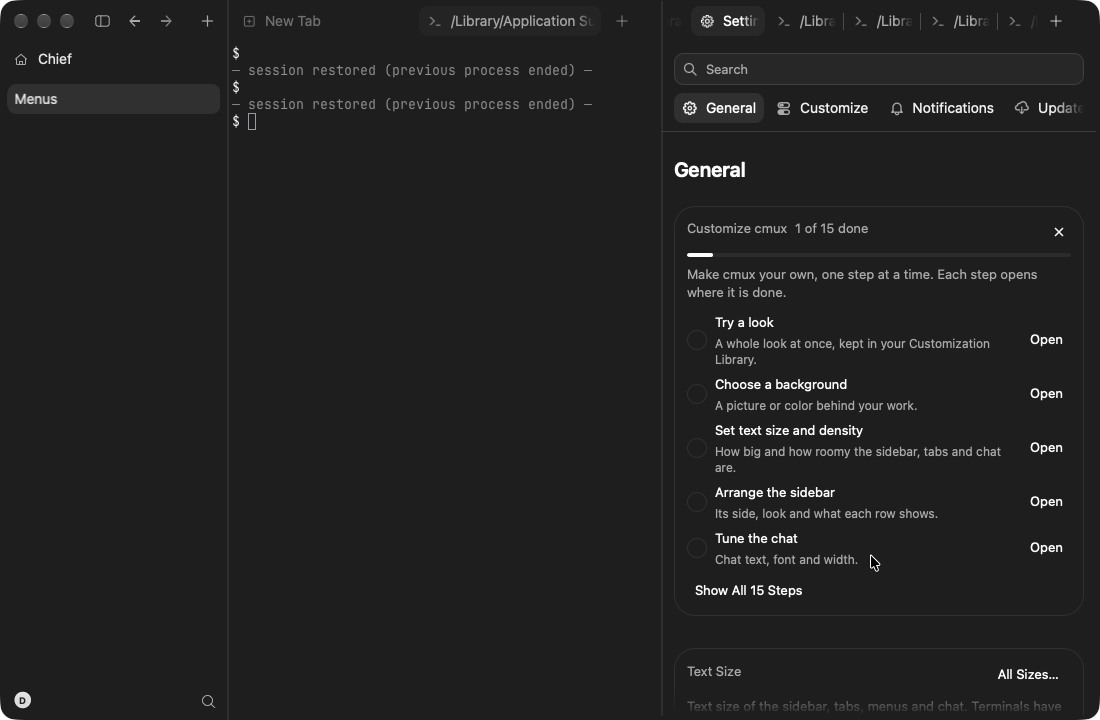 New Tab
/Library/Application Su
Settir
/Libra
/Libra
/Libra
Chief
Menus
$
— session restored (previous process ended) —
$
— session restored (previous process ended) —
$
Search
General
Customize
Notifications
Update
General
Customize cmux 1 of 15 done
Make cmux your own, one step at a time. Each step opens
where it is done.
Try a look
A whole look at once, kept in your Customization
Library.
Open
Choose a background
A picture or color behind your work.
Open
Set text size and density
How big and how roomy the sidebar, tabs and chat
are.
Open
Arrange the sidebar
Its side, look and what each row shows.
Open
Tune the chat
Chat text, font and width.
Open
Show All 15 Steps
Text Size
All Sizes...
Text size of the sidebar, tabs, menus and chat. Terminals have
D